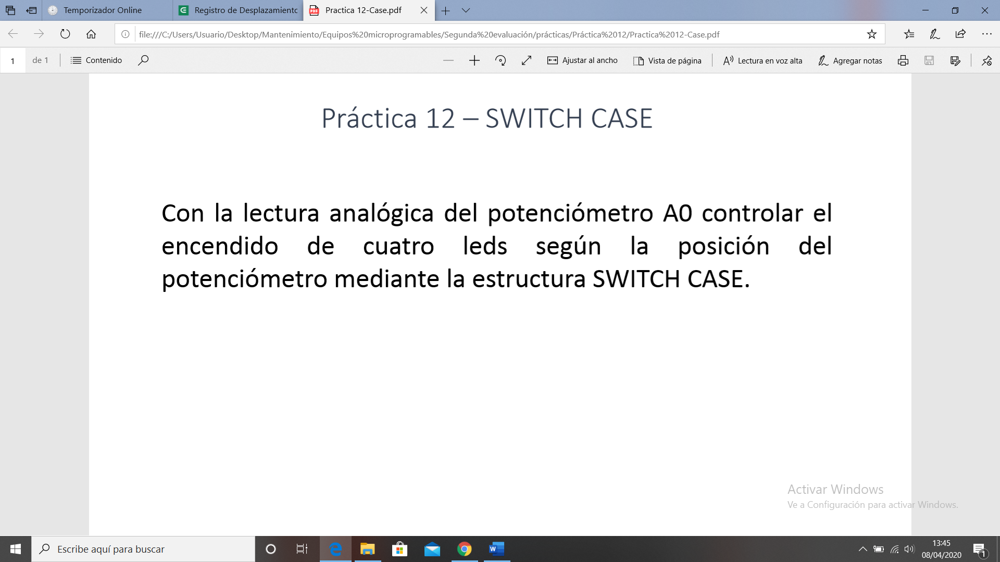 Temporizador Online
Registro de Desplazamiento
Practica 12-Case.pdf
file:///C:/Users/Usuario/Desktop/Mantenimiento/Equipos%20microprogramables/Segunda%20evaluación/prácticas/Práctica%2012/Practica%2012-Case.pdf
1 de 1 Contenido Ajustar al ancho Vista de página Lectura en voz alta Agregar notas
Práctica 12 – SWITCH CASE
Con la lectura analógica del potenciómetro A0 controlar el
encendido de cuatro leds según la posición del
potenciómetro mediante la estructura SWITCH CASE.
Activar Windows
Ve a Configuración para activar Windows.
Escribe aquí para buscar
13:45
08/04/2020
1